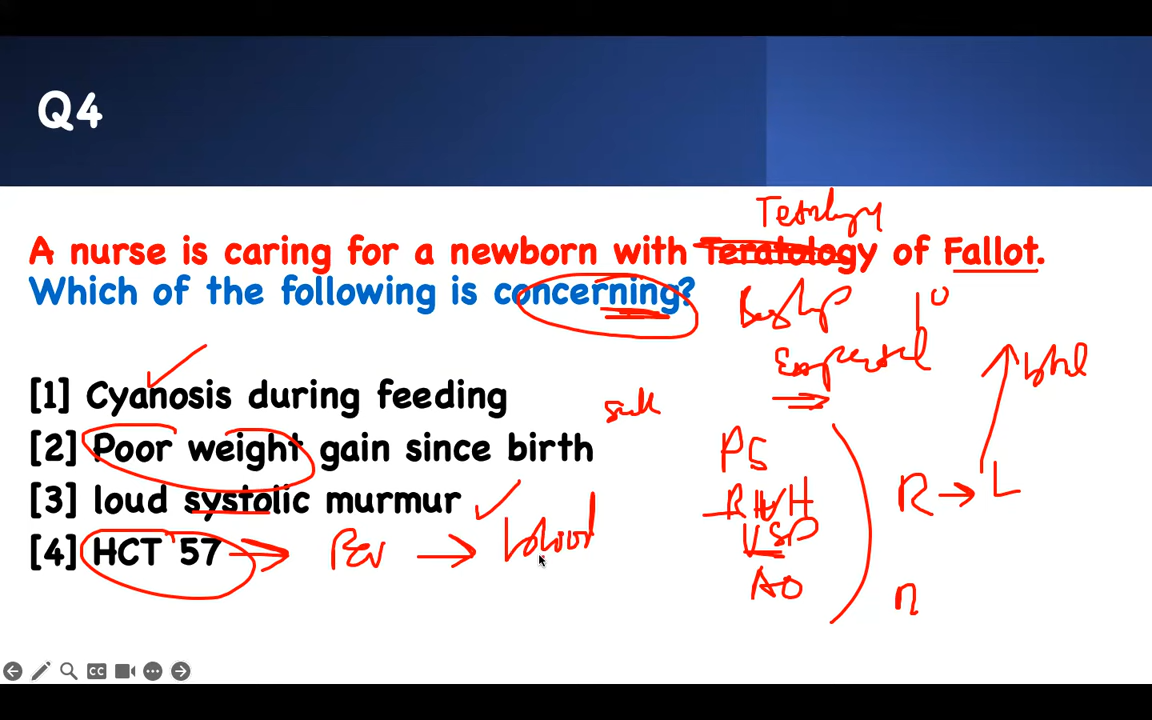 Q4
Tetralogy
A nurse is caring for a newborn with Teratology of Fallot.
Which of the following is concerning?
Expected
[1] Cyanosis during feeding
[2] Poor weight gain since birth
PS
[3] loud systolic murmur
R → L
RVH
VSD
[4] HCT 57 → → blood
AO
CC